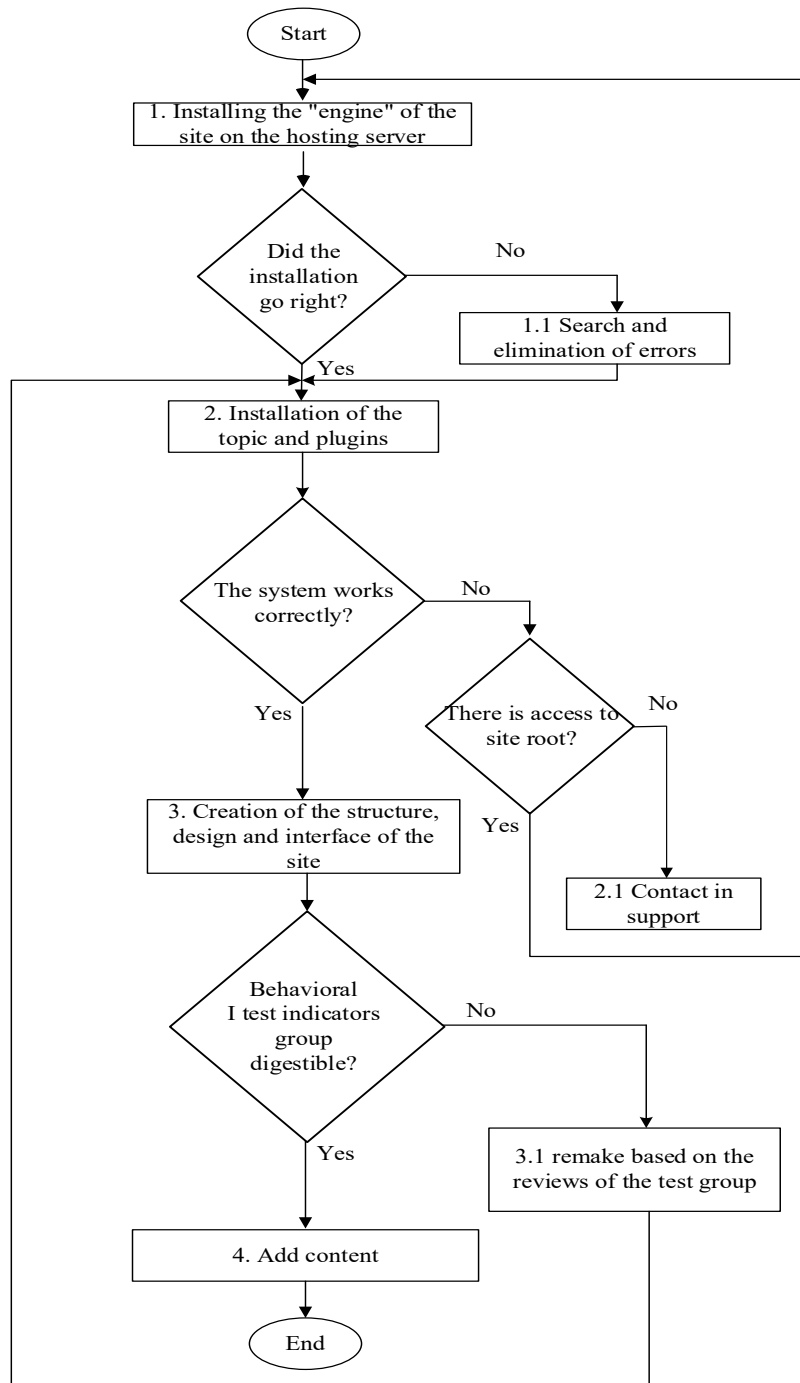 Start
1. Installing the "engine" of the
site on the hosting server
Did the
installation
go right?
No
1.1 Search and
elimination of errors
Yes
2. Installation of the
topic and plugins
The system works
correctly?
No
There is access to
site root?
No
Yes
Yes
3. Creation of the structure,
design and interface of the
site
2.1 Contact in
support
Behavioral
I test indicators
group
digestible?
No
Yes
3.1 remake based on the
reviews of the test group
4. Add content
End